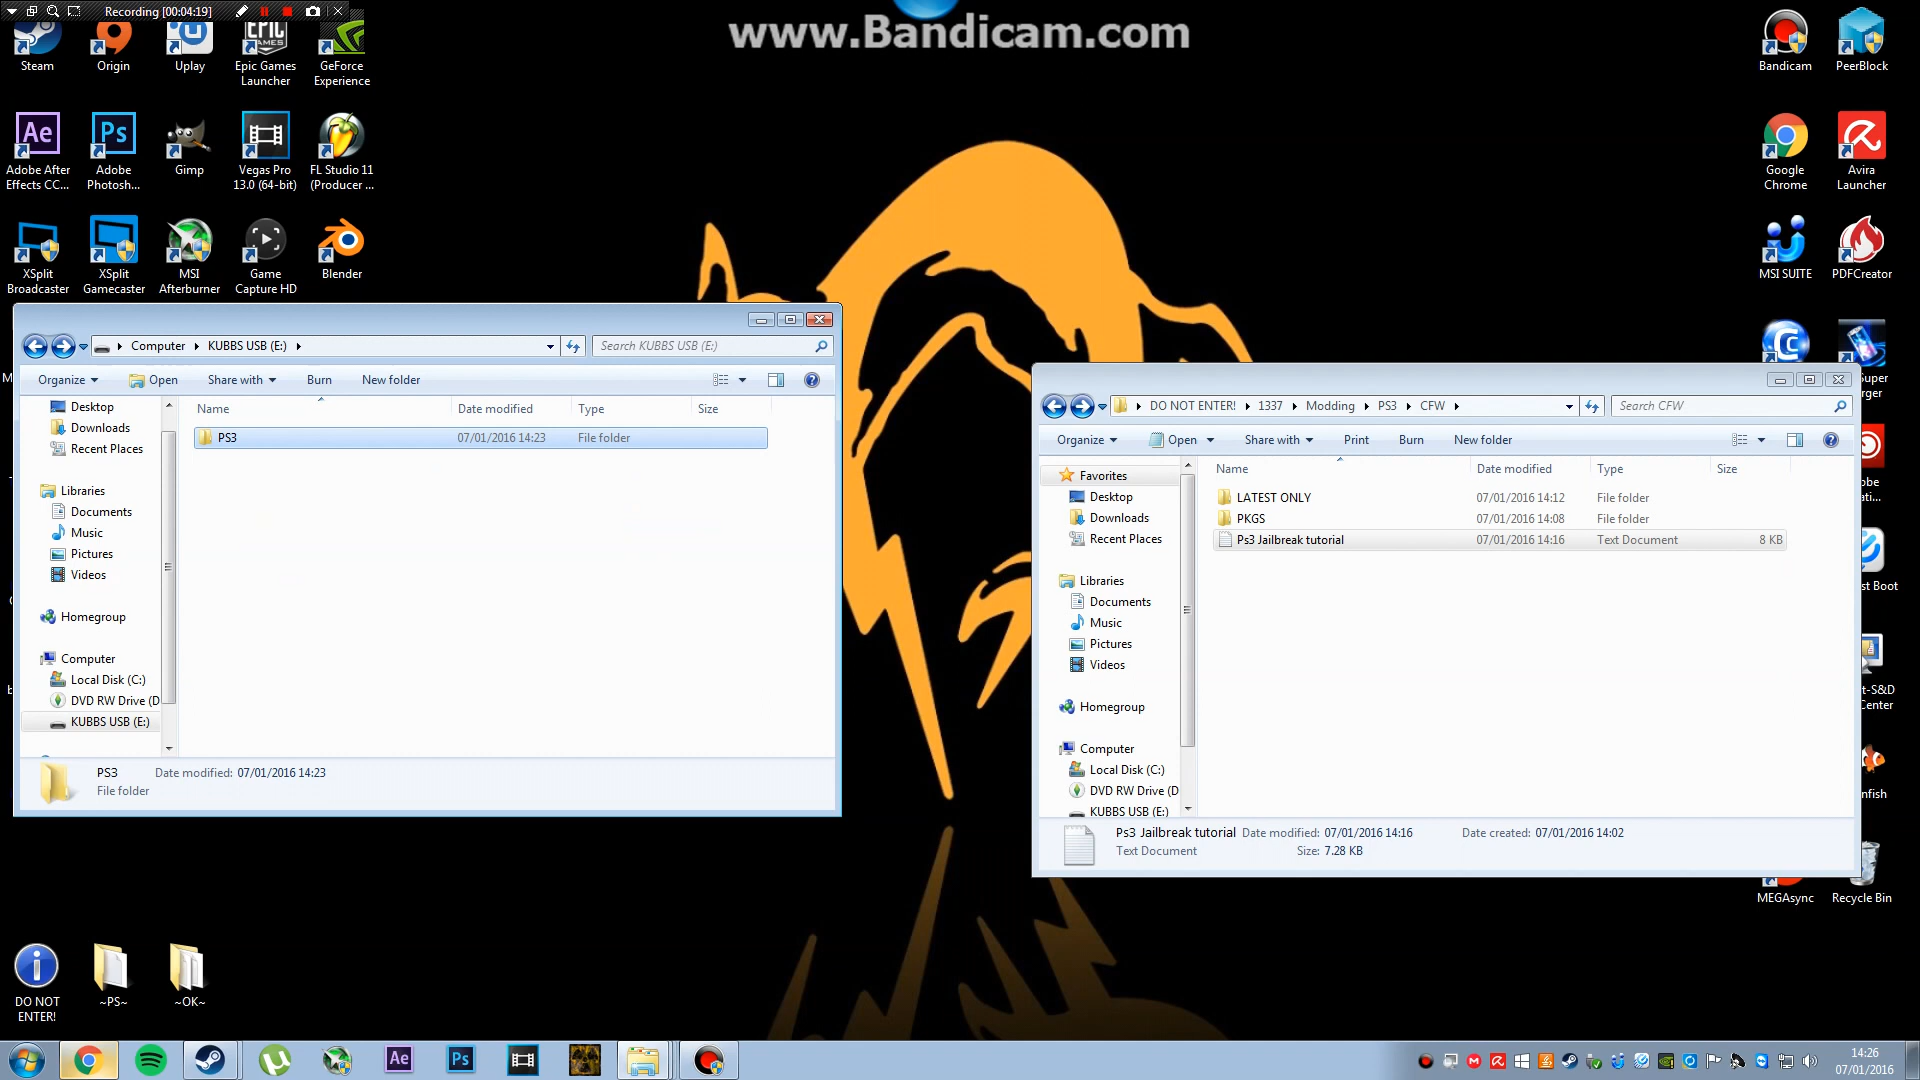 Recording [00:04:19]
www.Bandicam.com
Steam
Origin
Uplay
Epic Games
Launcher
GeForce
Experience
Bandicam
PeerBlock
Adobe After
Effects CC...
Adobe
Photosh...
Gimp
Vegas Pro
13.0 (64-bit)
FL Studio 11
(Producer ...
Google
Chrome
Avira
Launcher
XSplit
Broadcaster
XSplit
Gamecaster
MSI
Afterburner
Game
Capture HD
Blender
MSI SUITE
PDFCreator
Computer
KUBBS USB (E:)
Search KUBBS USB (E:)
Organize
Open
Share with
Burn
New folder
Desktop
Downloads
Recent Places
Libraries
Documents
Music
Pictures
Videos
Homegroup
Computer
Local Disk (C:)
DVD RW Drive (D
KUBBS USB (E:)
Name
Date modified
Type
Size
PS3
07/01/2016 14:23
File folder
PS3
Date modified: 07/01/2016 14:23
File folder
DO NOT ENTER!
1337
Modding
PS3
CFW
Search CFW
Organize
Open
Share with
Print
Burn
New folder
Favorites
Desktop
Downloads
Recent Places
Libraries
Documents
Music
Pictures
Videos
Homegroup
Computer
Local Disk (C:)
DVD RW Drive (D
KUBBS USB (E:)
Name
Date modified
Type
Size
LATEST ONLY
07/01/2016 14:12
File folder
PKGS
07/01/2016 14:08
File folder
Ps3 Jailbreak tutorial
07/01/2016 14:16
Text Document
8 KB
Ps3 Jailbreak tutorial
Date modified: 07/01/2016 14:16
Date created: 07/01/2016 14:02
Text Document
Size: 7.28 KB
Super
rger
obe
ati...
st Boot
t-S&D
Center
nfish
MEGAsync
Recycle Bin
DO NOT
ENTER!
~PS~
~OK~
14:26
07/01/2016